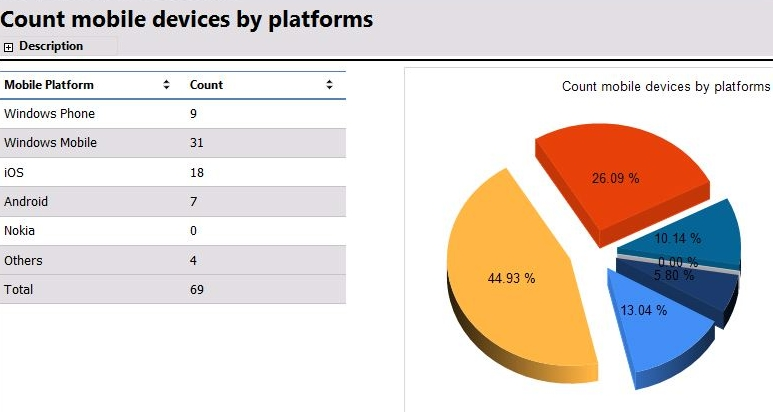 Count mobile devices by platforms
Description
Mobile Platform Count
Windows Phone 9
Windows Mobile 31
iOS 18
Android 7
Nokia 0
Others 4
Total 69
Count mobile devices by platforms
26.09 %
10.14 %
0.00 %
5.80 %
44.93 %
13.04 %